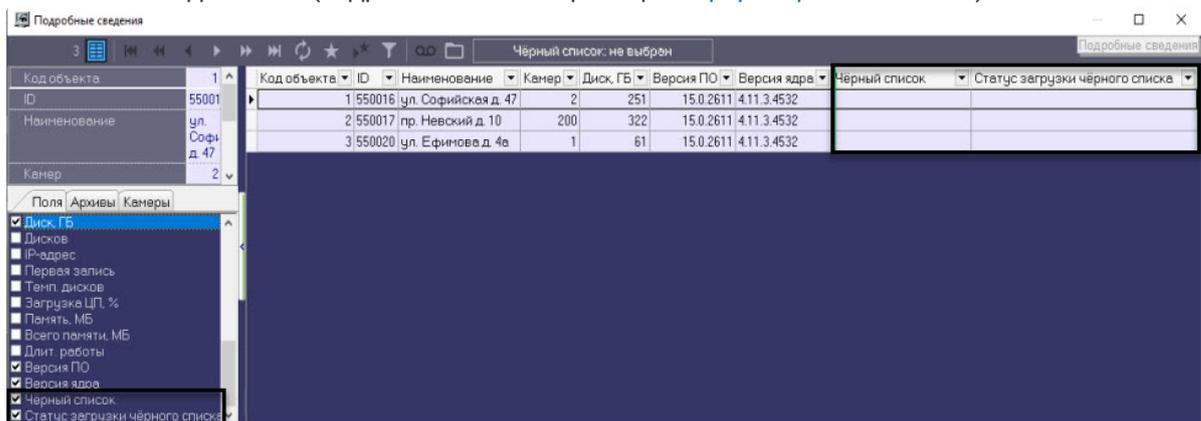 Подробные сведения
3
Чёрный список: не выбран
Подробные сведения
Код объекта 1
ID 55001
Наименование ул. Софи д. 47
Камер 2
Код объекта ID Наименование Камер Диск, ГБ Версия ПО Версия ядра Чёрный список Статус загрузки чёрного списка
1 550016 ул. Софийская д. 47 2 251 15.0.2611 4.11.3.4532
2 550017 пр. Невский д. 10 200 322 15.0.2611 4.11.3.4532
3 550020 ул. Ефимова д. 4а 1 61 15.0.2611 4.11.3.4532
Поля Архивы Камеры
Диск, ГБ
Дисков
IP-адрес
Первая запись
Темп. дисков
Загрузка ЦП, %
Память, МБ
Всего памяти, МБ
Длит. работы
Версия ПО
Версия ядра
Чёрный список
Статус загрузки чёрного списка